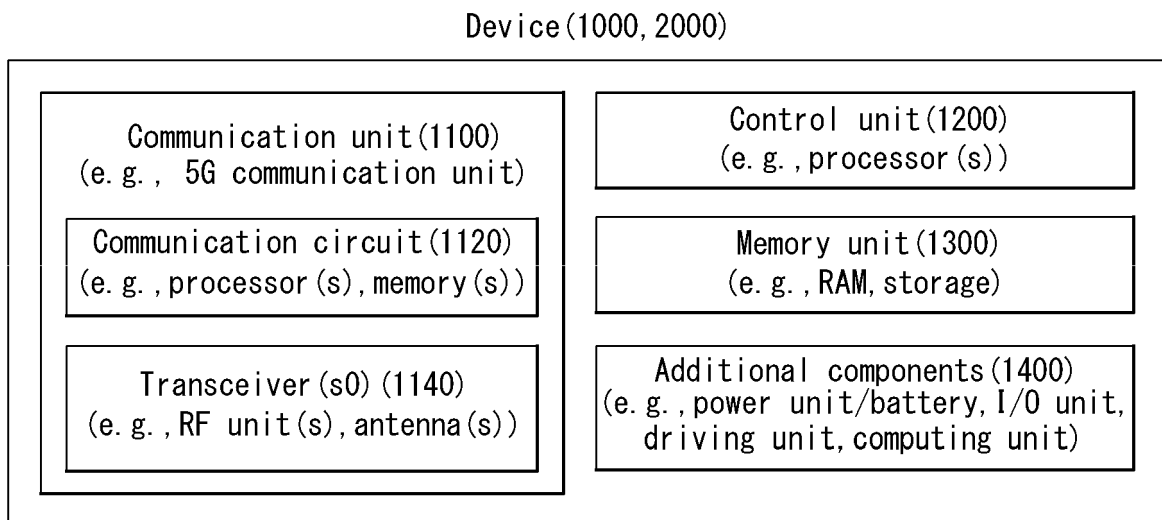 Device(1000,2000)
Communication unit(1100)
(e.g., 5G communication unit)
Communication circuit(1120)
(e.g.,processor(s),memory(s))
Transceiver(s0)(1140)
(e.g.,RF unit(s),antenna(s))
Control unit(1200)
(e.g.,processor(s))
Memory unit(1300)
(e.g.,RAM,storage)
Additional components(1400)
(e.g.,power unit/battery,I/O unit,
driving unit,computing unit)